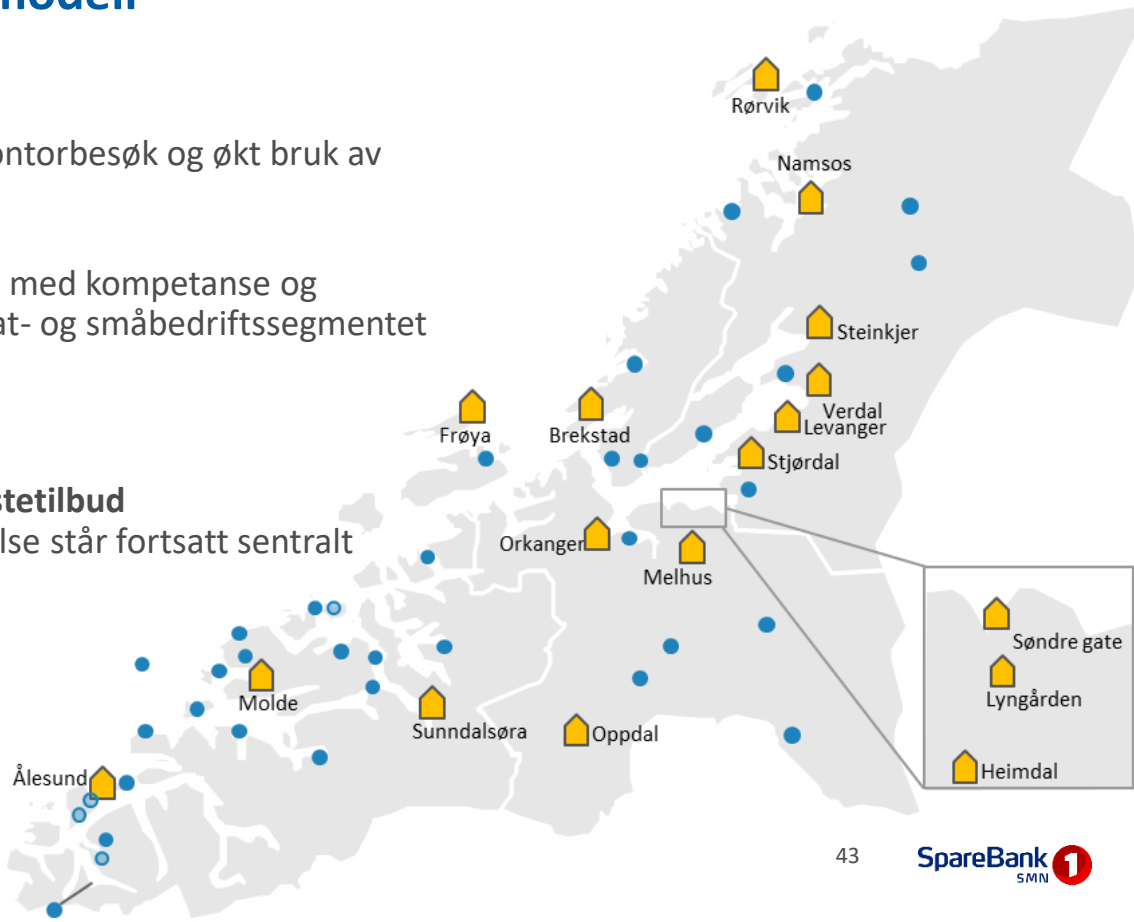 modell
ontorbesøk og økt bruk av
med kompetanse og
at- og småbedriftssegmentet
stetilbud
lse står fortsatt sentralt
Rørvik
Namsos
Steinkjer
Verdal
Levanger
Frøya
Brekstad
Stjørdal
Orkanger
Melhus
Søndre gate
Lyngården
Heimdal
Molde
Sunndalsøra
Oppdal
Ålesund
43
SpareBank 1
SMN